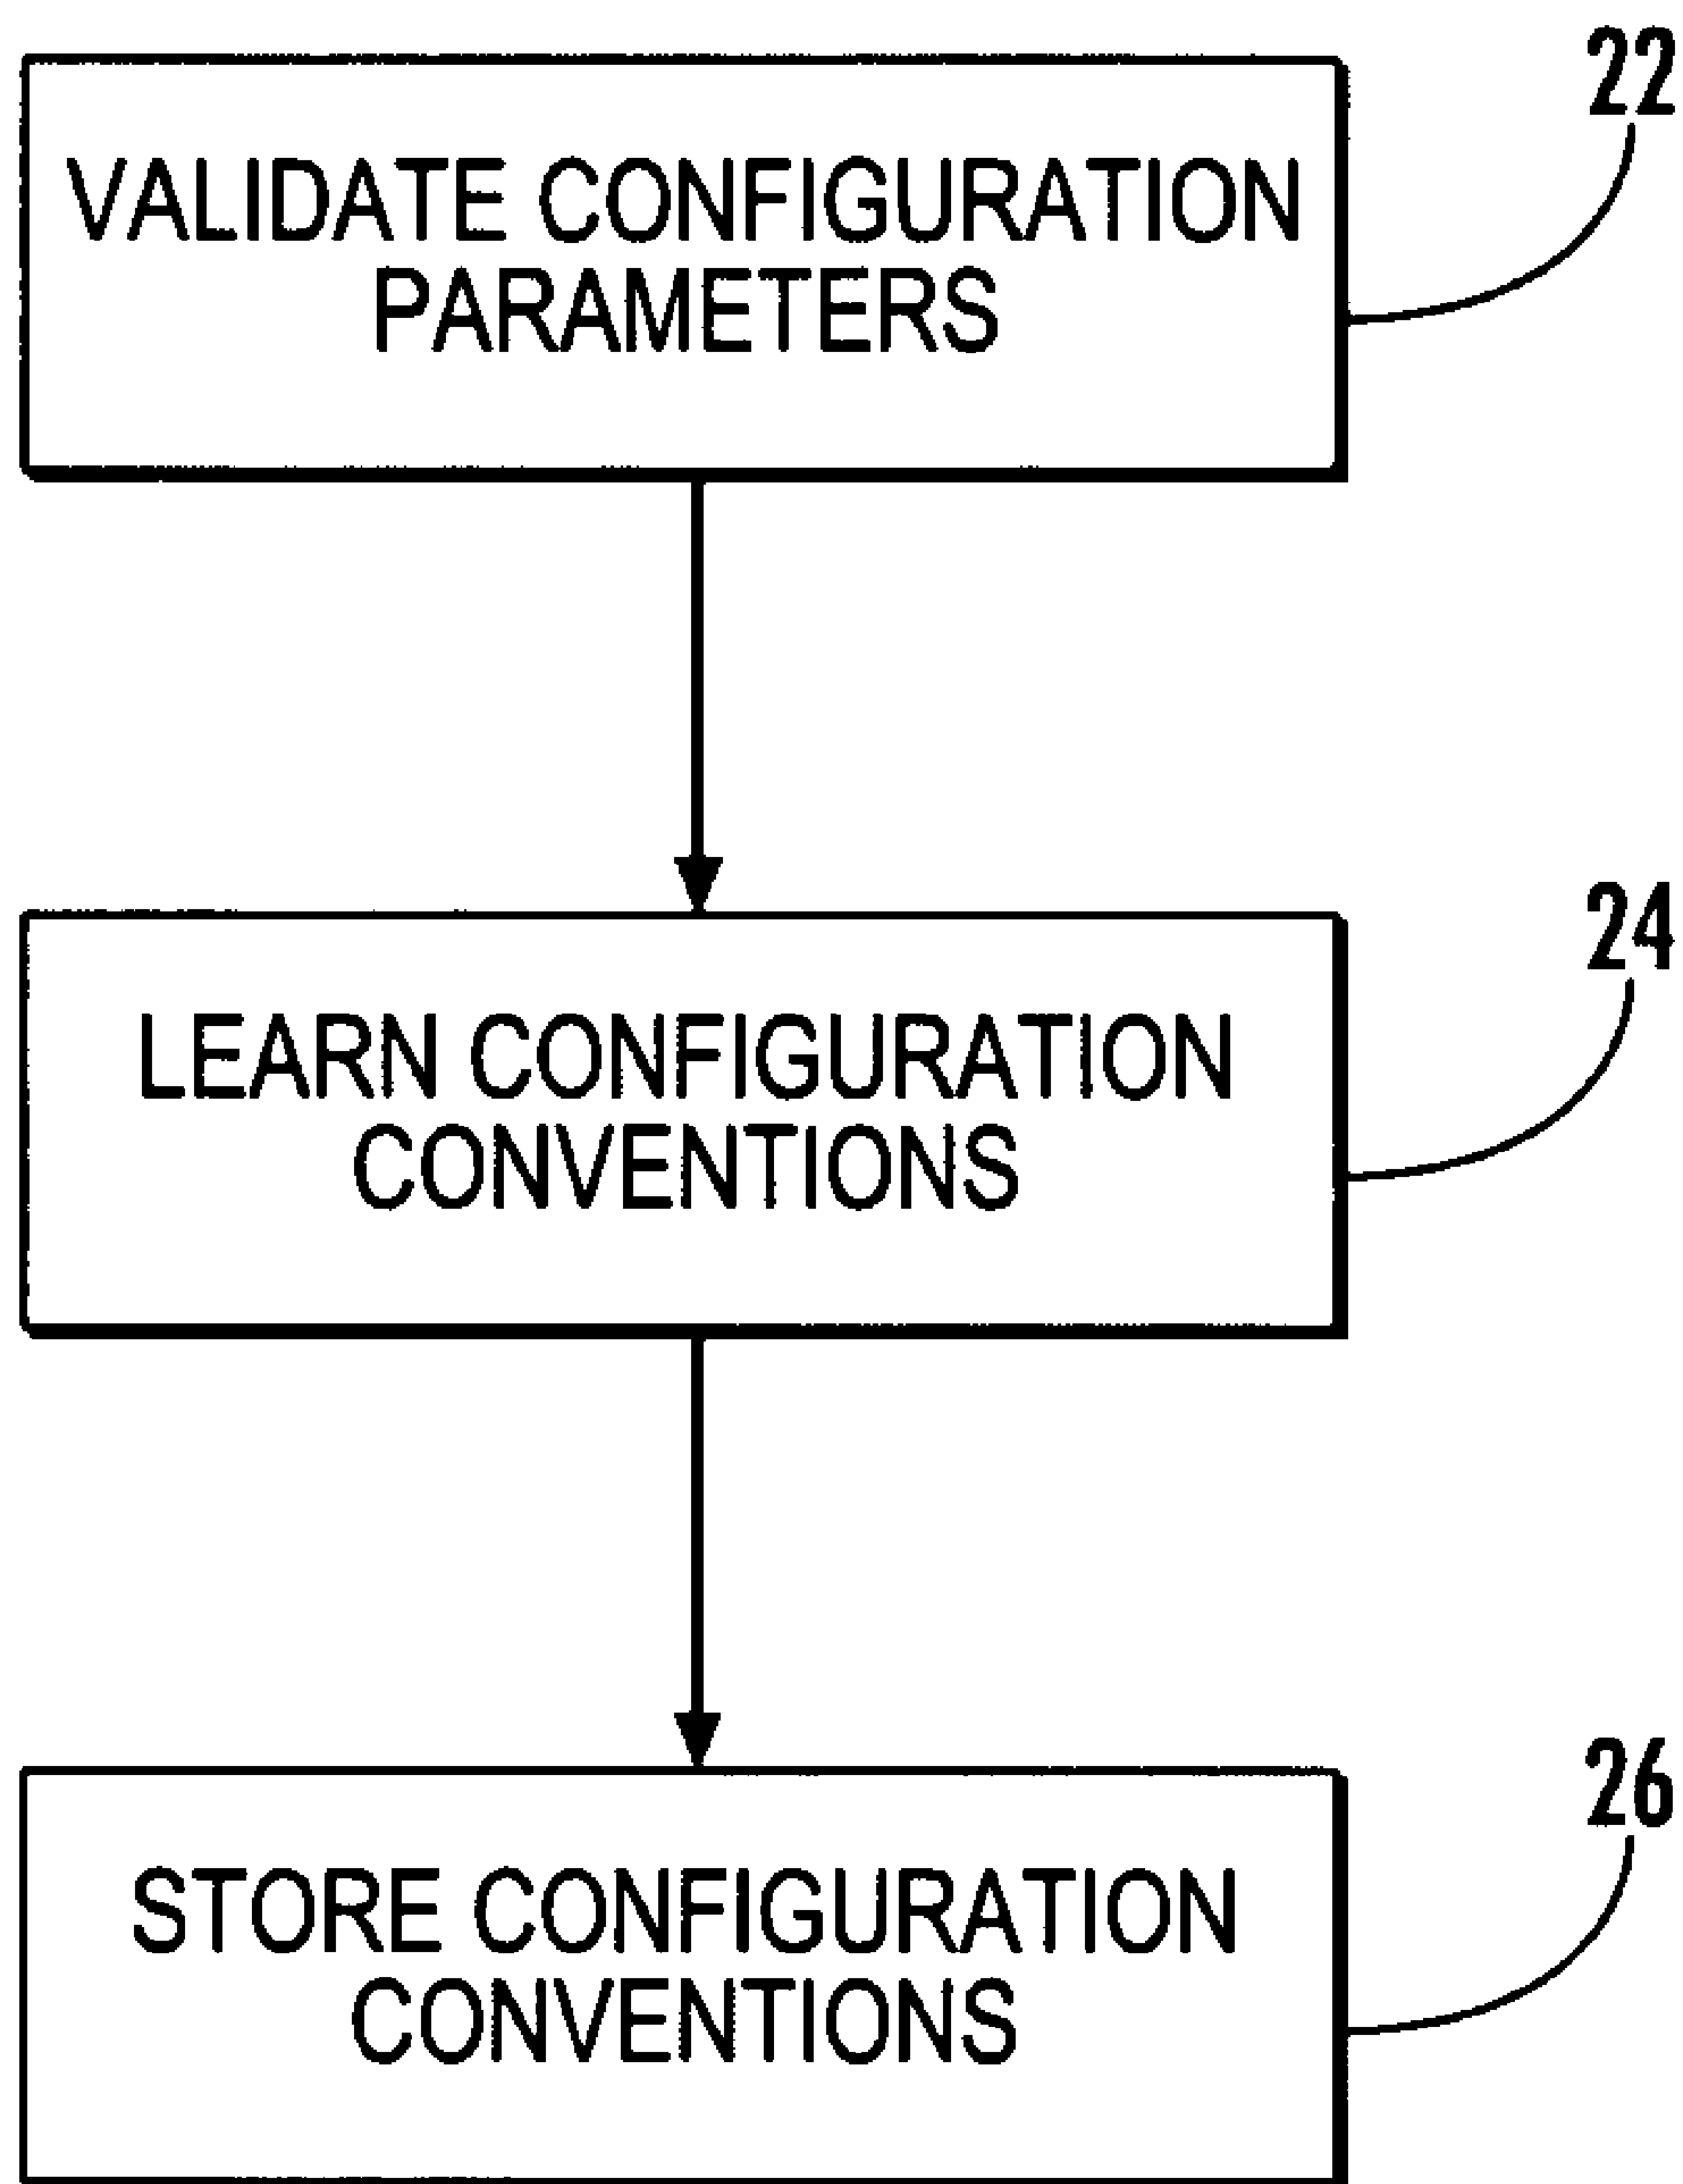 22
VALIDATE CONFIGURATION
PARAMETERS
24
LEARN CONFIGURATION
CONVENTIONS
26
STORE CONFIGURATION
CONVENTIONS